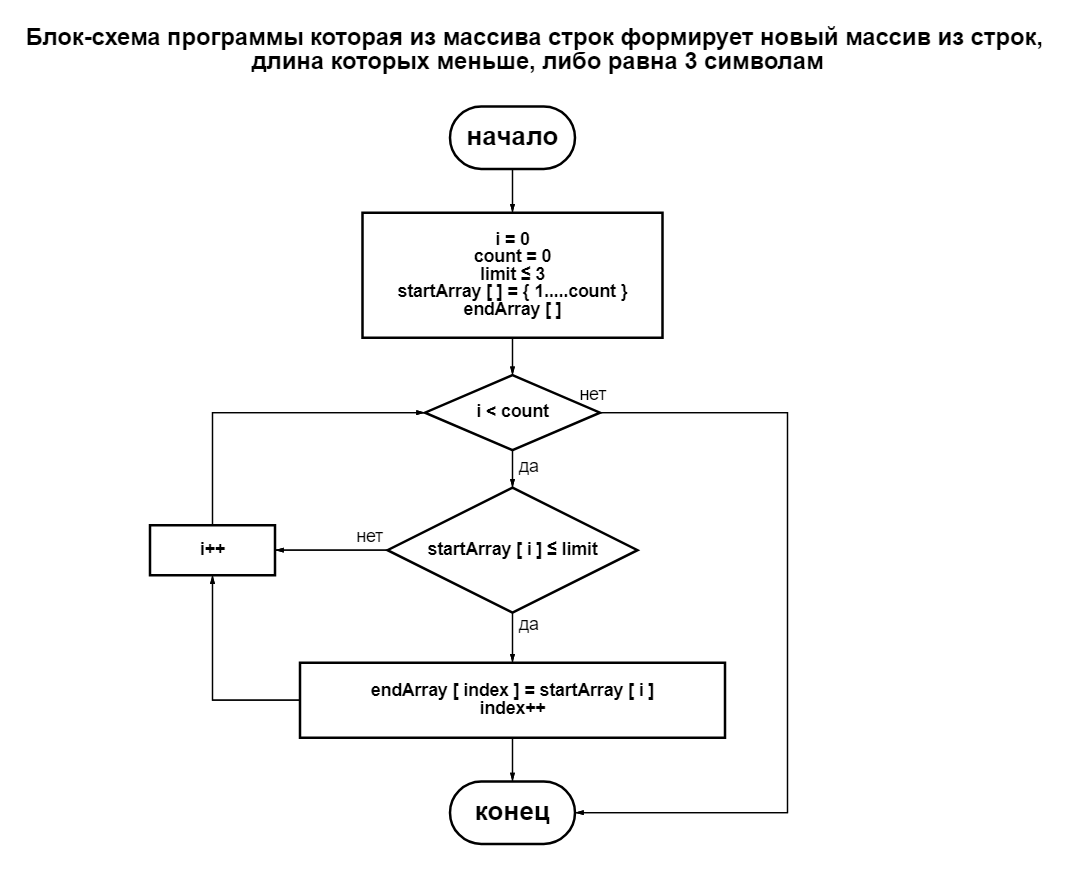 Блок-схема программы которая из массива строк формирует новый массив из строк,
длина которых меньше, либо равна 3 символам
начало
i = 0
count = 0
limit ≤ 3
startArray [ ] = { 1.....count }
endArray [ ]
i < count
нет
да
startArray [ i ] ≤ limit
нет
i++
да
endArray [ index ] = startArray [ i ]
index++
конец